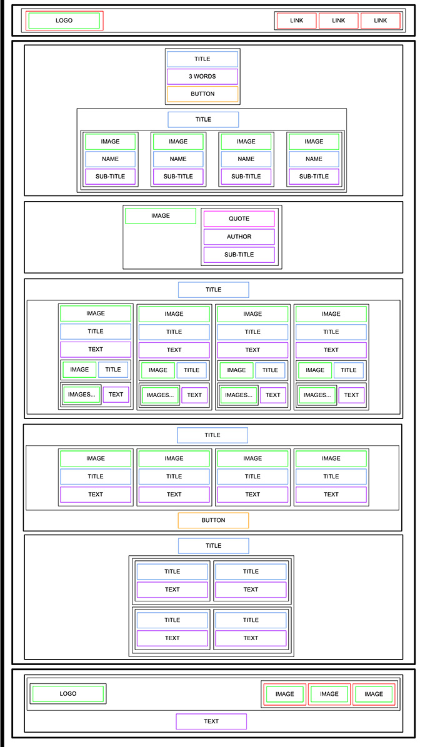 LOGO LINK LINK LINK
TITLE
3 WORDS
BUTTON
TITLE
IMAGE IMAGE IMAGE IMAGE
NAME NAME NAME NAME
SUB-TITLE SUB-TITLE SUB-TITLE SUB-TITLE
IMAGE QUOTE
AUTHOR
SUB-TITLE
TITLE
IMAGE IMAGE IMAGE IMAGE
TITLE TITLE TITLE TITLE
TEXT TEXT TEXT TEXT
IMAGE TITLE IMAGE TITLE IMAGE TITLE IMAGE TITLE
IMAGES... TEXT IMAGES... TEXT IMAGES... TEXT IMAGES... TEXT
TITLE
IMAGE IMAGE IMAGE IMAGE
TITLE TITLE TITLE TITLE
TEXT TEXT TEXT TEXT
BUTTON
TITLE
TITLE TITLE
TEXT TEXT
TITLE TITLE
TEXT TEXT
LOGO IMAGE IMAGE IMAGE
TEXT